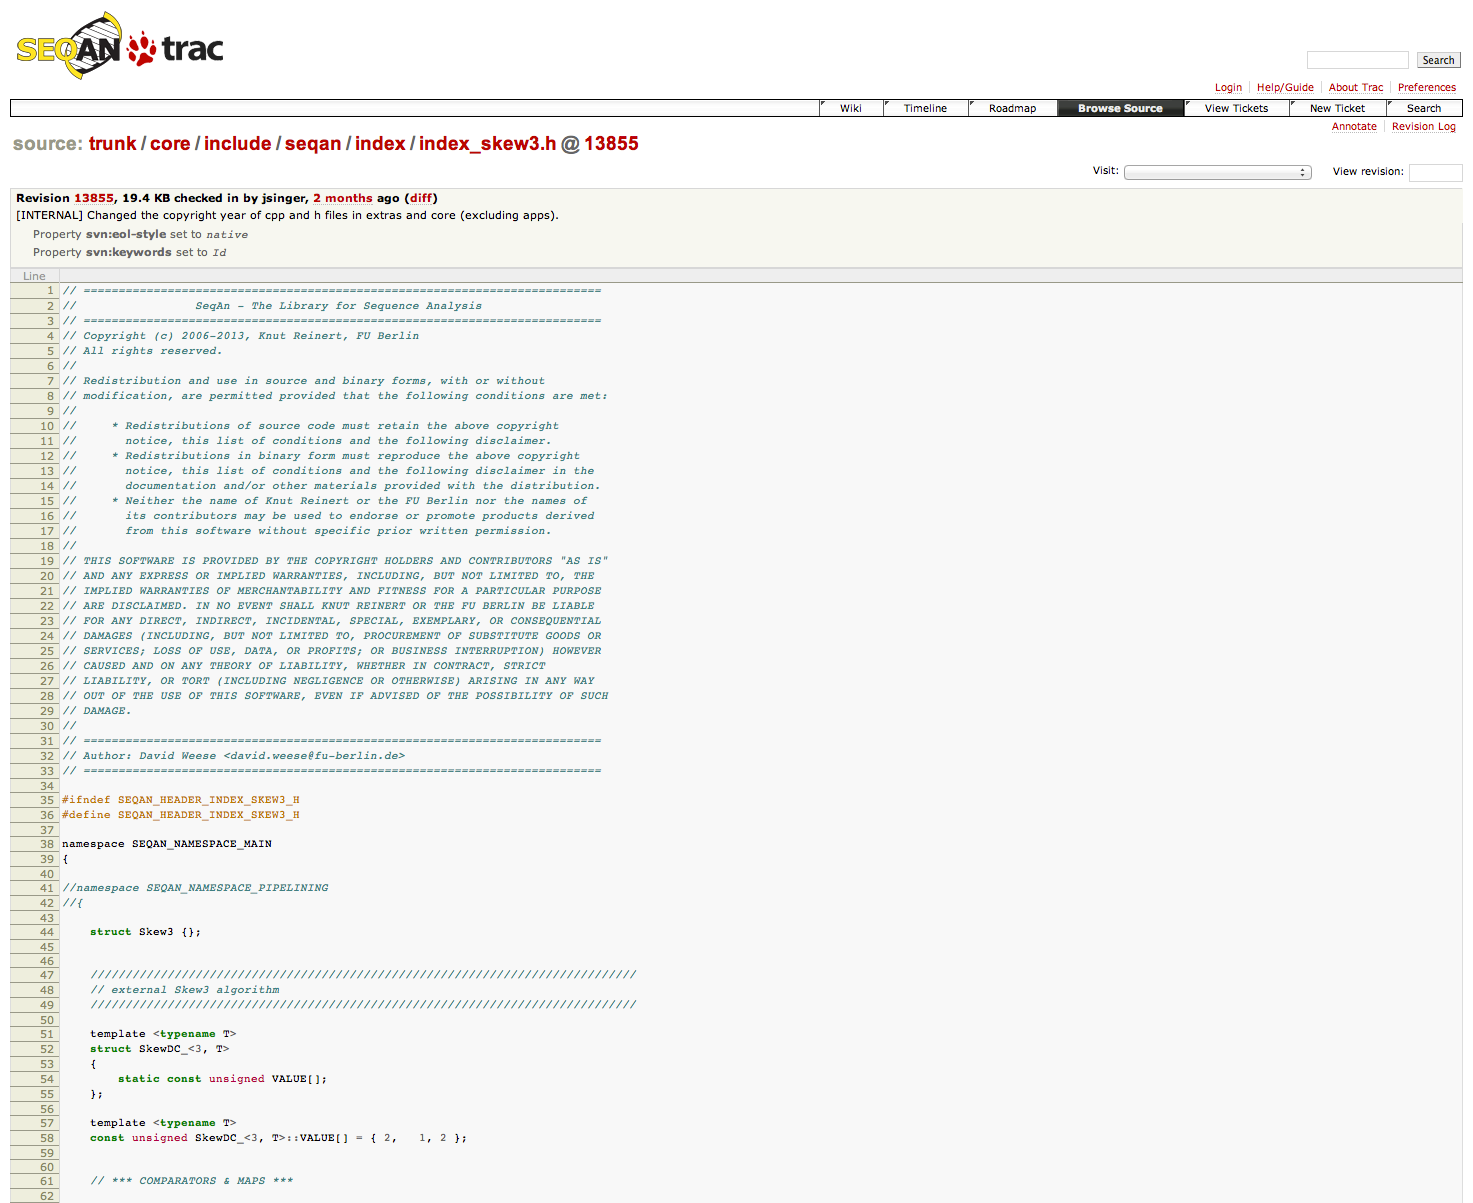 SEQAN trac
Search
Login Help/Guide About Trac Preferences
Wiki Timeline Roadmap Browse Source View Tickets New Ticket Search
Annotate Revision Log
source: trunk / core / include / seqan / index / index_skew3.h @ 13855
Visit: View revision:
Revision 13855, 19.4 KB checked in by jsinger, 2 months ago (diff)
[INTERNAL] Changed the copyright year of cpp and h files in extras and core (excluding apps).
Property svn:eol-style set to native
Property svn:keywords set to Id
Line
1 // ==========================================================================
2 //                 SeqAn - The Library for Sequence Analysis
3 // ==========================================================================
4 // Copyright (c) 2006-2013, Knut Reinert, FU Berlin
5 // All rights reserved.
6 //
7 // Redistribution and use in source and binary forms, with or without
8 // modification, are permitted provided that the following conditions are met:
9 //
10 //     * Redistributions of source code must retain the above copyright
11 //       notice, this list of conditions and the following disclaimer.
12 //     * Redistributions in binary form must reproduce the above copyright
13 //       notice, this list of conditions and the following disclaimer in the
14 //       documentation and/or other materials provided with the distribution.
15 //     * Neither the name of Knut Reinert or the FU Berlin nor the names of
16 //       its contributors may be used to endorse or promote products derived
17 //       from this software without specific prior written permission.
18 //
19 // THIS SOFTWARE IS PROVIDED BY THE COPYRIGHT HOLDERS AND CONTRIBUTORS "AS IS"
20 // AND ANY EXPRESS OR IMPLIED WARRANTIES, INCLUDING, BUT NOT LIMITED TO, THE
21 // IMPLIED WARRANTIES OF MERCHANTABILITY AND FITNESS FOR A PARTICULAR PURPOSE
22 // ARE DISCLAIMED. IN NO EVENT SHALL KNUT REINERT OR THE FU BERLIN BE LIABLE
23 // FOR ANY DIRECT, INDIRECT, INCIDENTAL, SPECIAL, EXEMPLARY, OR CONSEQUENTIAL
24 // DAMAGES (INCLUDING, BUT NOT LIMITED TO, PROCUREMENT OF SUBSTITUTE GOODS OR
25 // SERVICES; LOSS OF USE, DATA, OR PROFITS; OR BUSINESS INTERRUPTION) HOWEVER
26 // CAUSED AND ON ANY THEORY OF LIABILITY, WHETHER IN CONTRACT, STRICT
27 // LIABILITY, OR TORT (INCLUDING NEGLIGENCE OR OTHERWISE) ARISING IN ANY WAY
28 // OUT OF THE USE OF THIS SOFTWARE, EVEN IF ADVISED OF THE POSSIBILITY OF SUCH
29 // DAMAGE.
30 //
31 // ==========================================================================
32 // Author: David Weese <david.weese@fu-berlin.de>
33 // ==========================================================================
34
35 #ifndef SEQAN_HEADER_INDEX_SKEW3_H
36 #define SEQAN_HEADER_INDEX_SKEW3_H
37
38 namespace SEQAN_NAMESPACE_MAIN
39 {
40
41 //namespace SEQAN_NAMESPACE_PIPELINING
42 //{
43
44     struct Skew3 {};
45
46
47     //////////////////////////////////////////////////////////////////////////////
48     // external Skew3 algorithm
49     //////////////////////////////////////////////////////////////////////////////
50
51     template <typename T>
52     struct SkewDC_<3, T>
53     {
54         static const unsigned VALUE[];
55     };
56
57     template <typename T>
58     const unsigned SkewDC_<3, T>::VALUE[] = { 2,   1, 2 };
59
60
61     // *** COMPARATORS & MAPS ***
62